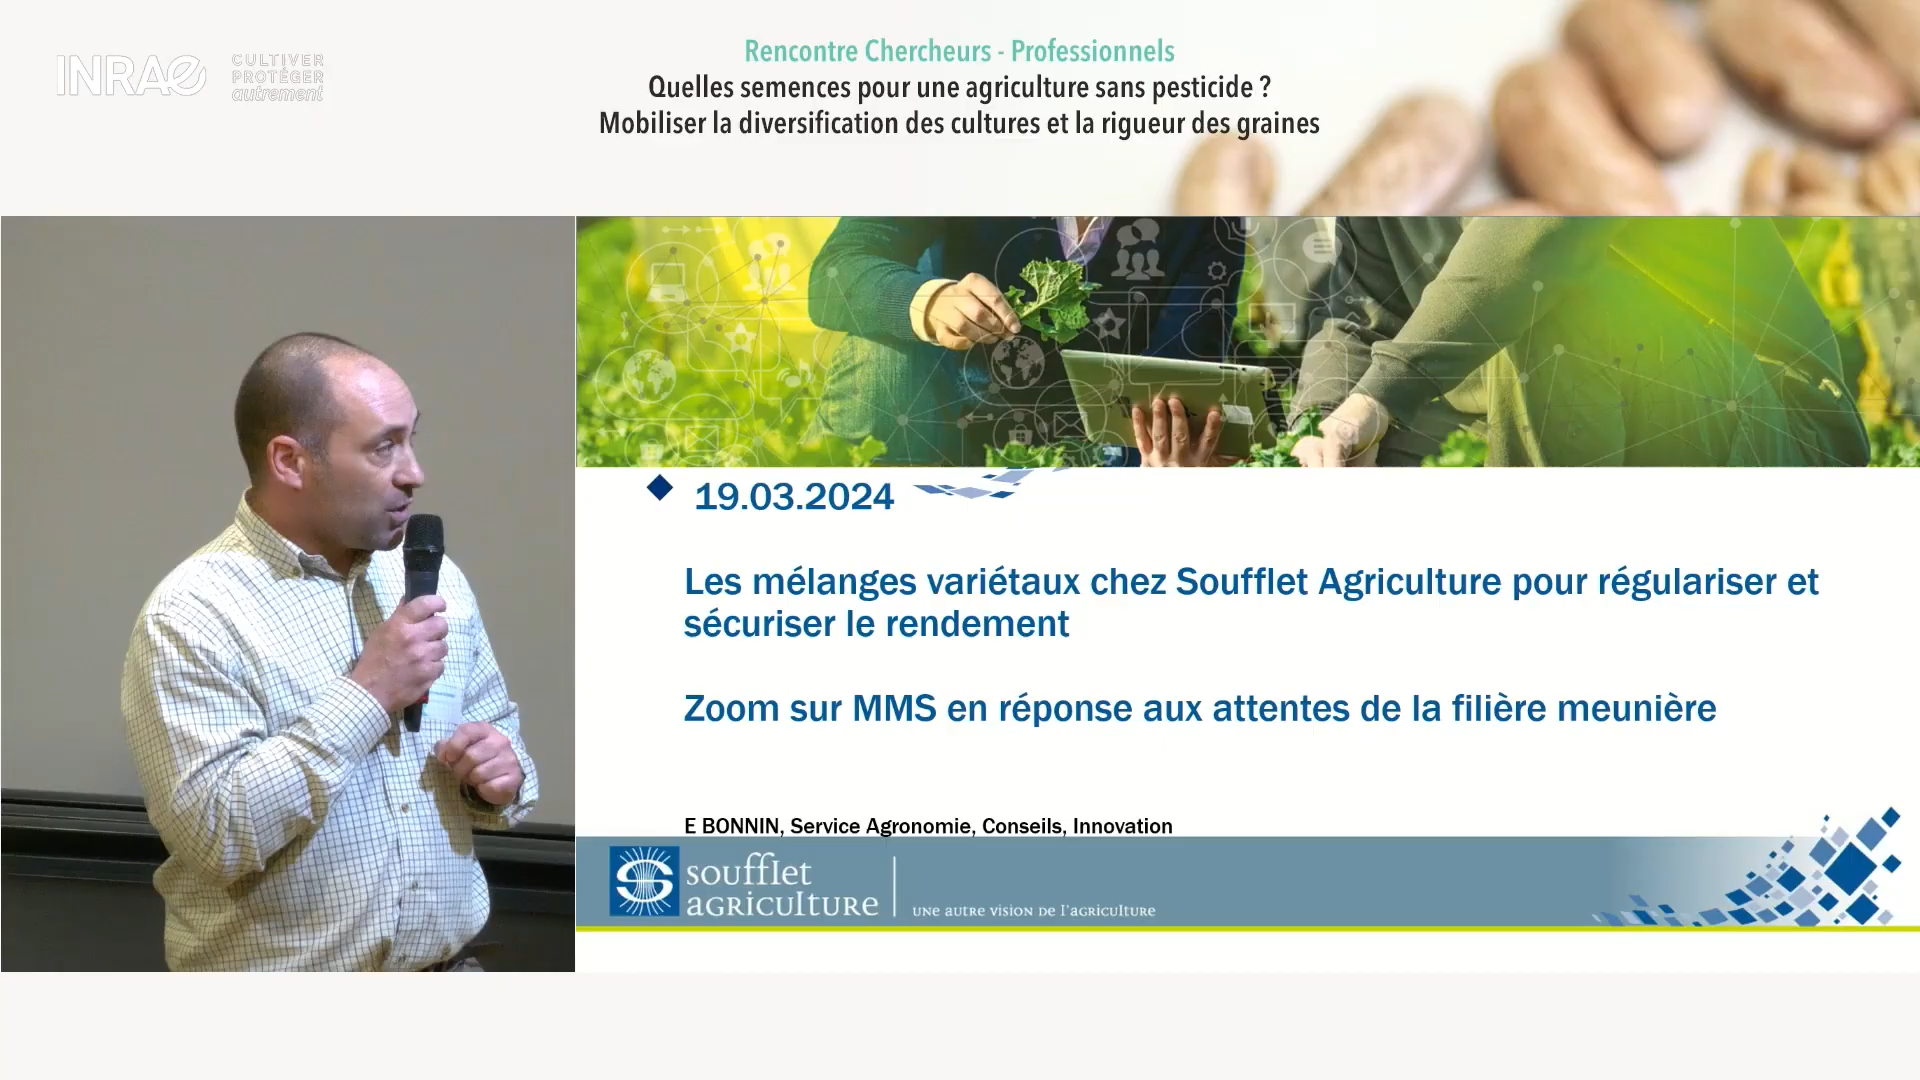 INRAE
CULTIVER
PROTÉGER
autrement
Rencontre Chercheurs - Professionnels
Quelles semences pour une agriculture sans pesticide ?
Mobiliser la diversification des cultures et la rigueur des graines
19.03.2024
Les mélanges variétaux chez Soufflet Agriculture pour régulariser et
sécuriser le rendement
Zoom sur MMS en réponse aux attentes de la filière meunière
E BONNIN, Service Agronomie, Conseils, Innovation
soufflet
agriculture
une autre vision de l'agriculture